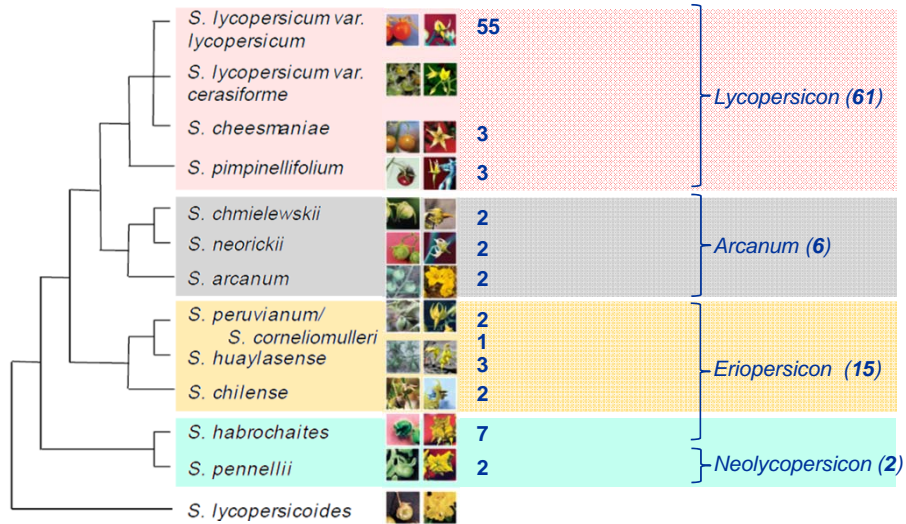 S. lycopersicum var.
lycopersicum
55
S. lycopersicum var.
cerasiforme
Lycopersicon (61)
S. cheesmaniae
3
S. pimpinellifolium
3
S. chmielewskii
2
S. neorickii
2
Arcanum (6)
S. arcanum
2
S. peruvianum/
2
S. corneliomulleri
1
S. huaylasense
3
Eriopersicon (15)
S. chilense
2
S. habrochaites
7
S. pennellii
2
Neolycopersicon (2)
S. lycopersicoides